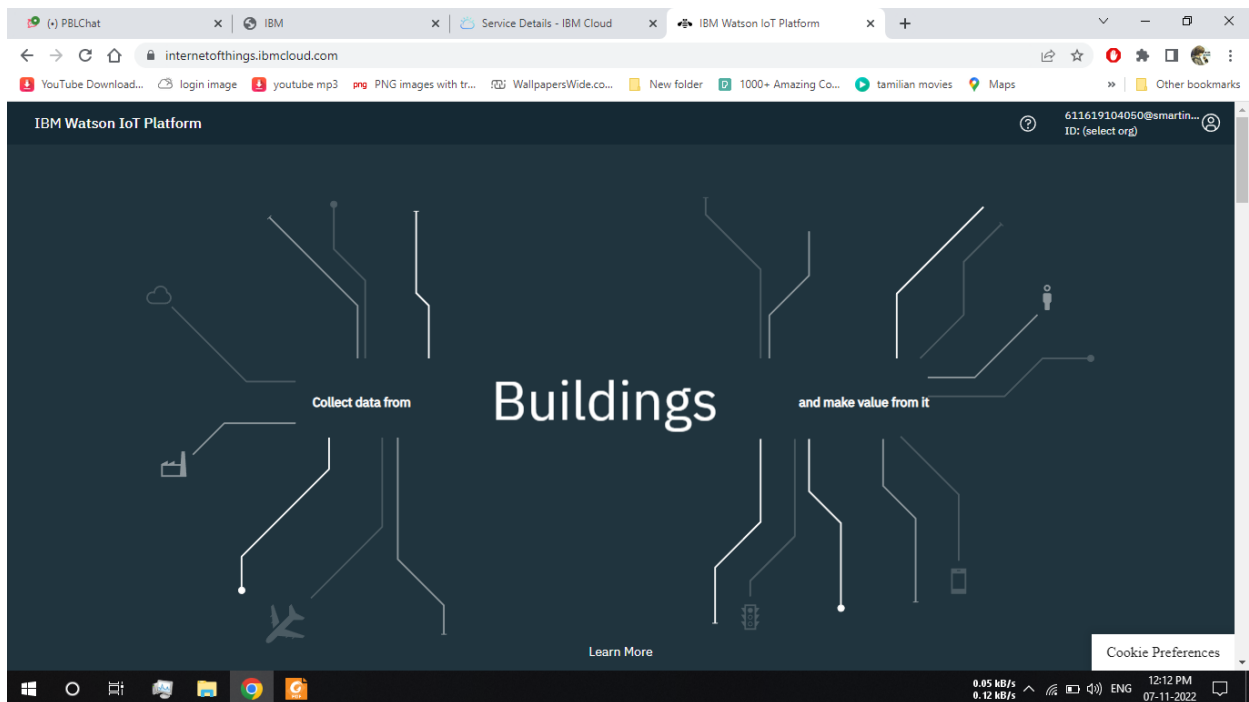 (•) PBLChat
IBM
Service Details - IBM Cloud
IBM Watson IoT Platform
internetofthings.ibmcloud.com
YouTube Download...
login image
youtube mp3
png PNG images with tr...
WallpapersWide.co...
New folder
1000+ Amazing Co...
tamilian movies
Maps
»
Other bookmarks
IBM Watson IoT Platform
611619104050@smartin...
ID: (select org)
Collect data from
Buildings
and make value from it
Learn More
Cookie Preferences
0.05 kB/s
0.12 kB/s
ENG
12:12 PM
07-11-2022